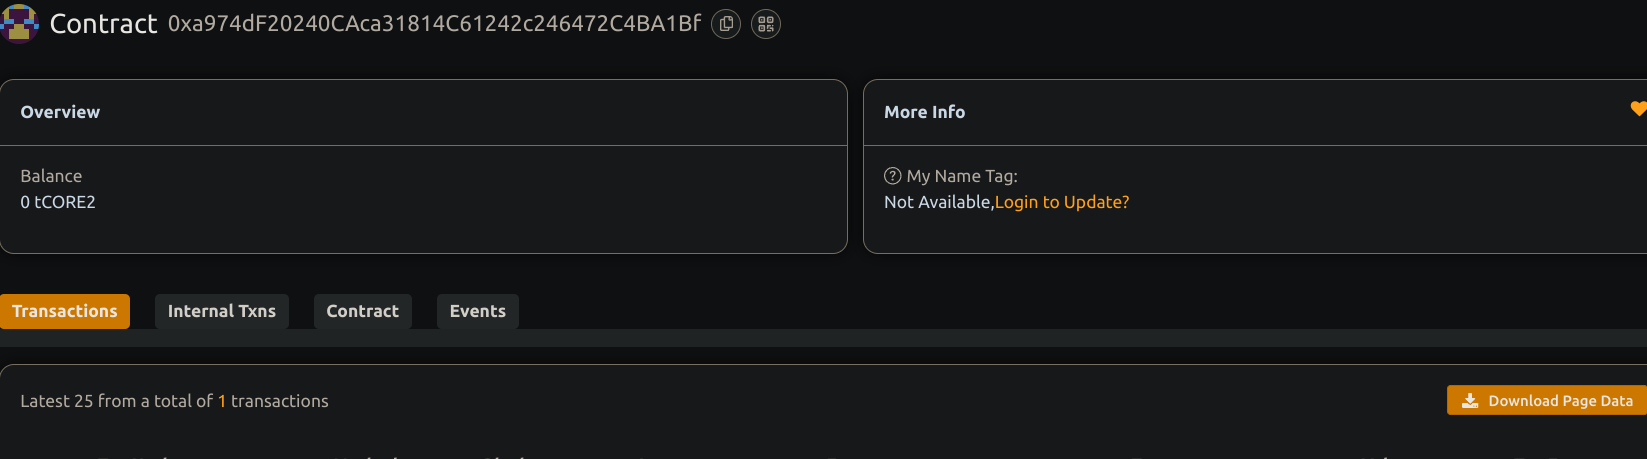 Contract 0xa974dF20240CAca31814C61242c246472C4BA1Bf
Overview
Balance
0 tCORE2
More Info
My Name Tag:
Not Available,Login to Update?
Transactions Internal Txns Contract Events
Latest 25 from a total of 1 transactions
Download Page Data